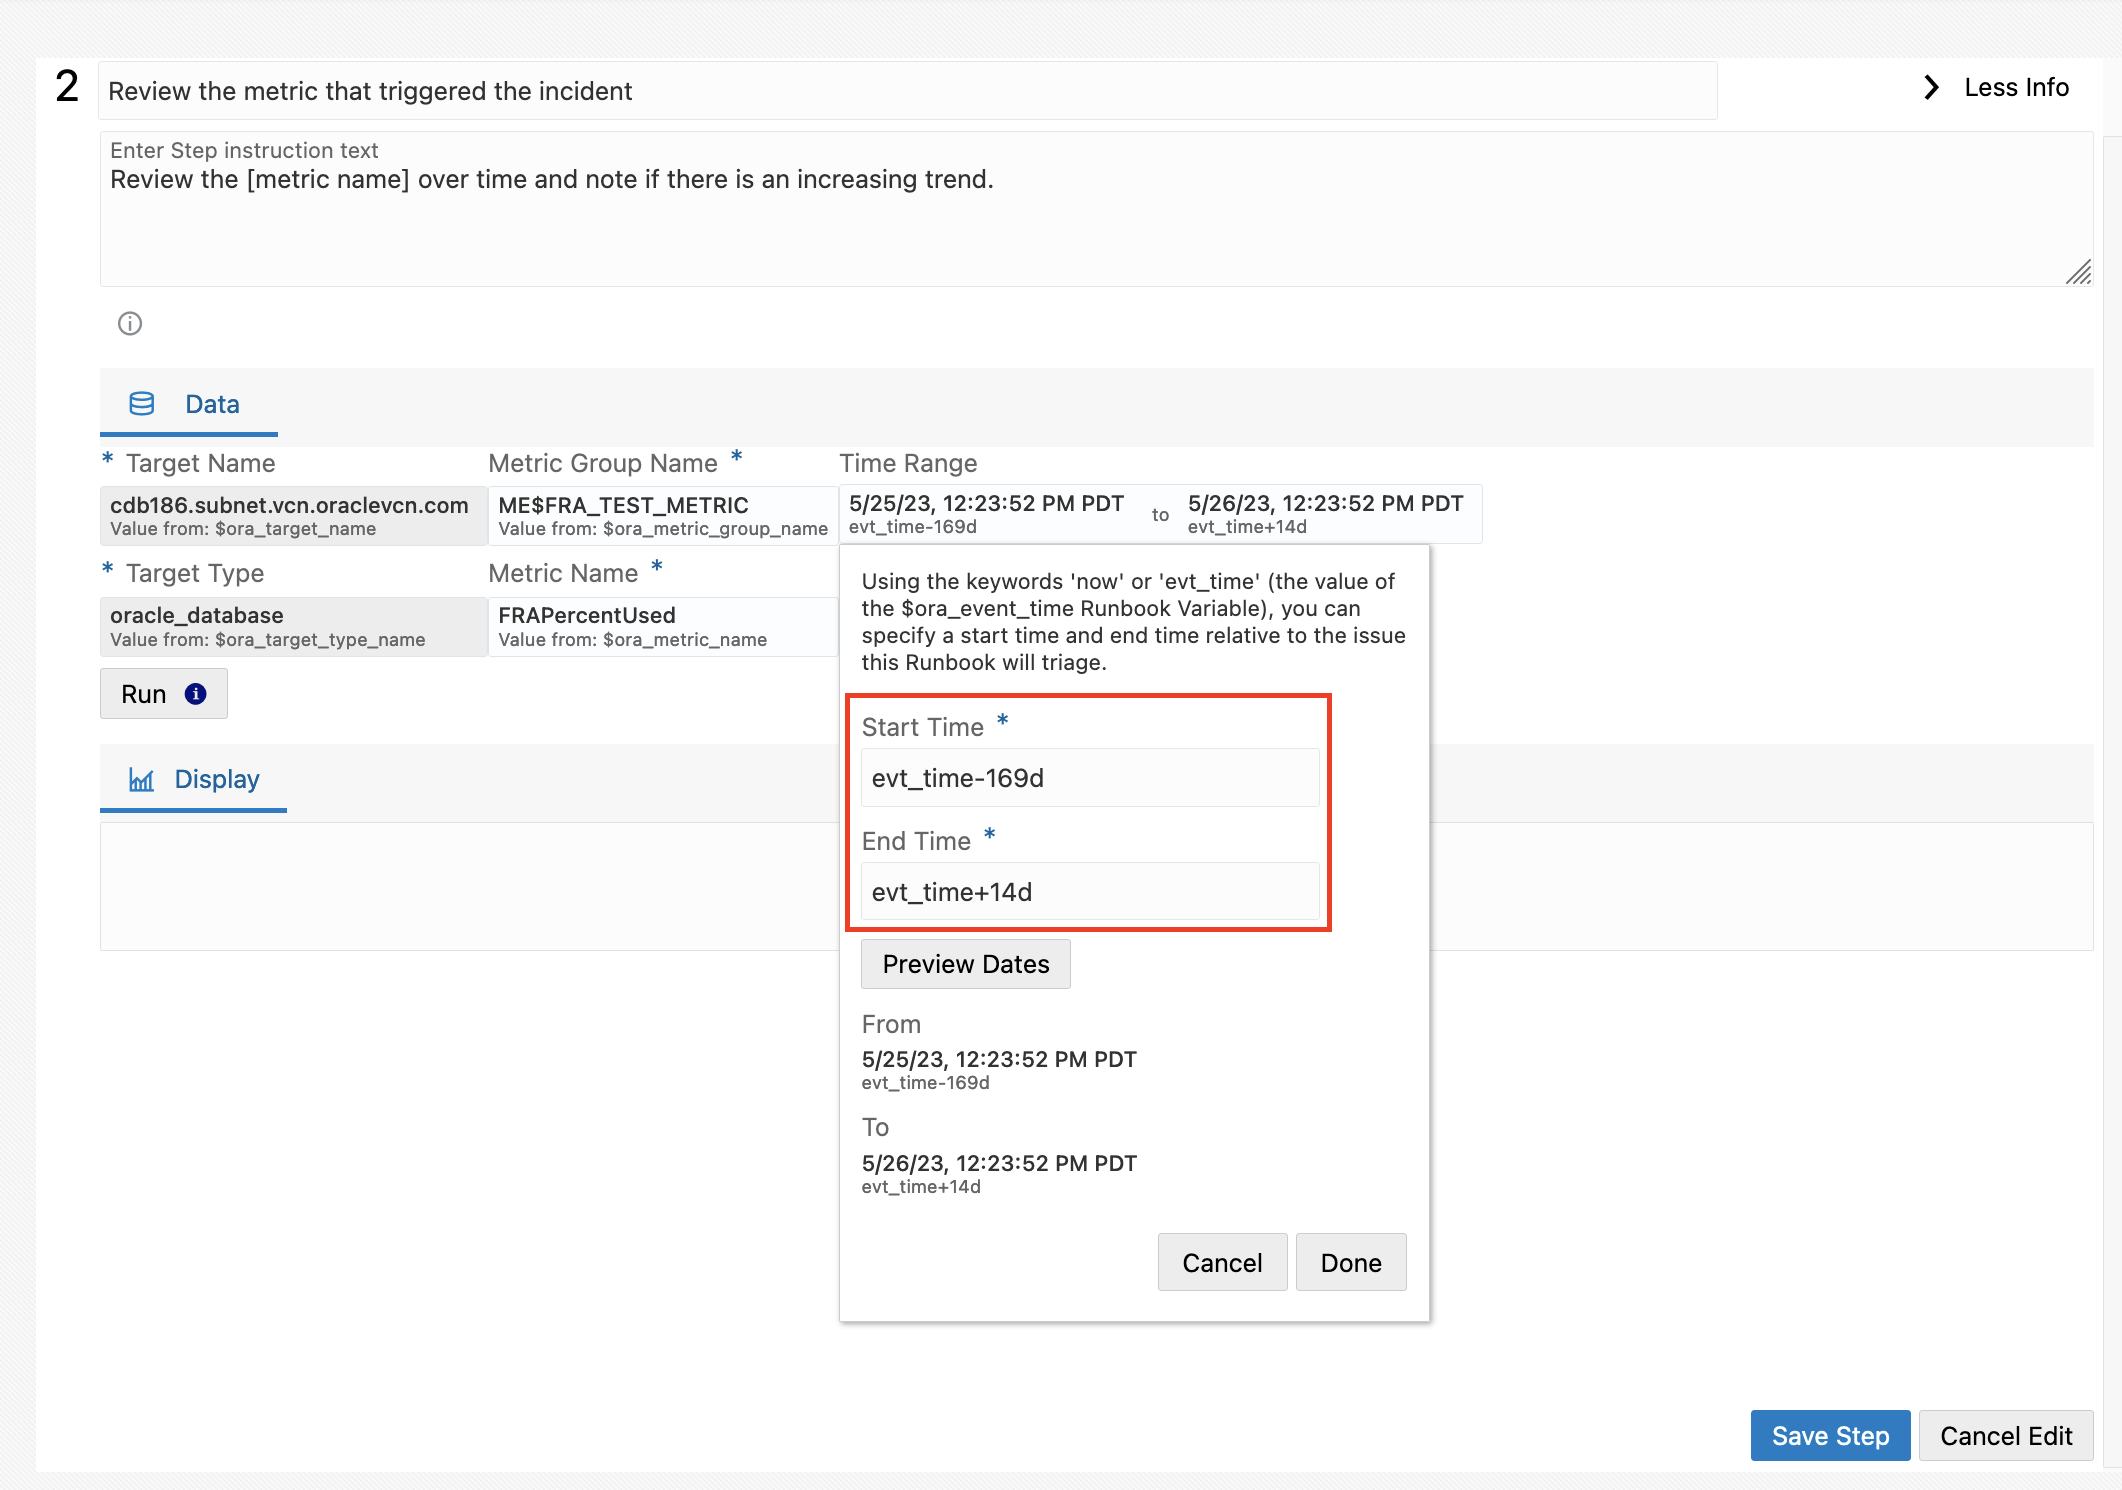 2
Review the metric that triggered the incident
Less Info
Enter Step instruction text
Review the [metric name] over time and note if there is an increasing trend.
Data
* Target Name
Metric Group Name *
Time Range
cdb186.subnet.vcn.oraclevcn.com
Value from: $ora_target_name
ME$FRA_TEST_METRIC
Value from: $ora_metric_group_name
5/25/23, 12:23:52 PM PDT
evt_time-169d
to
5/26/23, 12:23:52 PM PDT
evt_time+14d
* Target Type
Metric Name *
oracle_database
Value from: $ora_target_type_name
FRAPercentUsed
Value from: $ora_metric_name
Run
Display
Using the keywords 'now' or 'evt_time' (the value of
the $ora_event_time Runbook Variable), you can
specify a start time and end time relative to the issue
this Runbook will triage.
Start Time *
evt_time-169d
End Time *
evt_time+14d
Preview Dates
From
5/25/23, 12:23:52 PM PDT
evt_time-169d
To
5/26/23, 12:23:52 PM PDT
evt_time+14d
Cancel
Done
Save Step
Cancel Edit